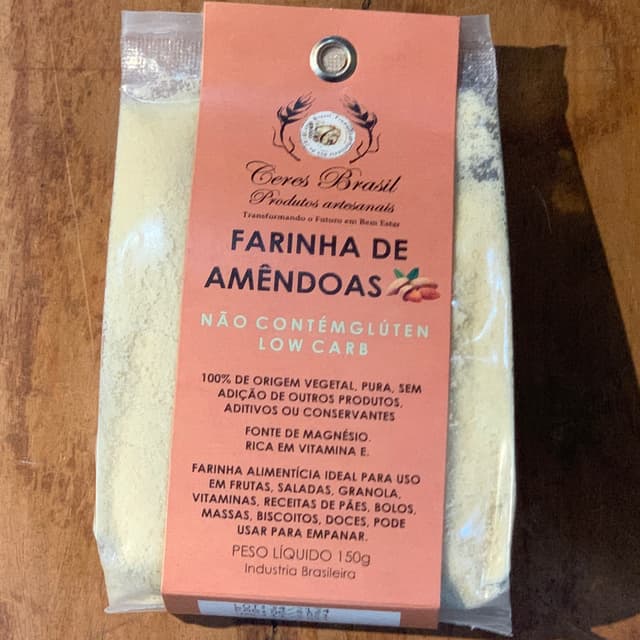 Ceres Brasil
Produtos artesanais
Transformando o Futuro em Bem Estar
FARINHA DE
AMÊNDOAS
NÃO CONTÉMGLÚTEN
LOW CARB
100% DE ORIGEM VEGETAL, PURA, SEM
ADIÇÃO DE OUTROS PRODUTOS,
ADITIVOS OU CONSERVANTES
FONTE DE MAGNÉSIO.
RICA EM VITAMINA E.
FARINHA ALIMENTÍCIA IDEAL PARA USO
EM FRUTAS, SALADAS, GRANOLA,
VITAMINAS, RECEITAS DE PÃES, BOLOS,
MASSAS, BISCOITOS, DOCES, PODE
USAR PARA EMPANAR.
PESO LÍQUIDO 150g
Industria Brasileira